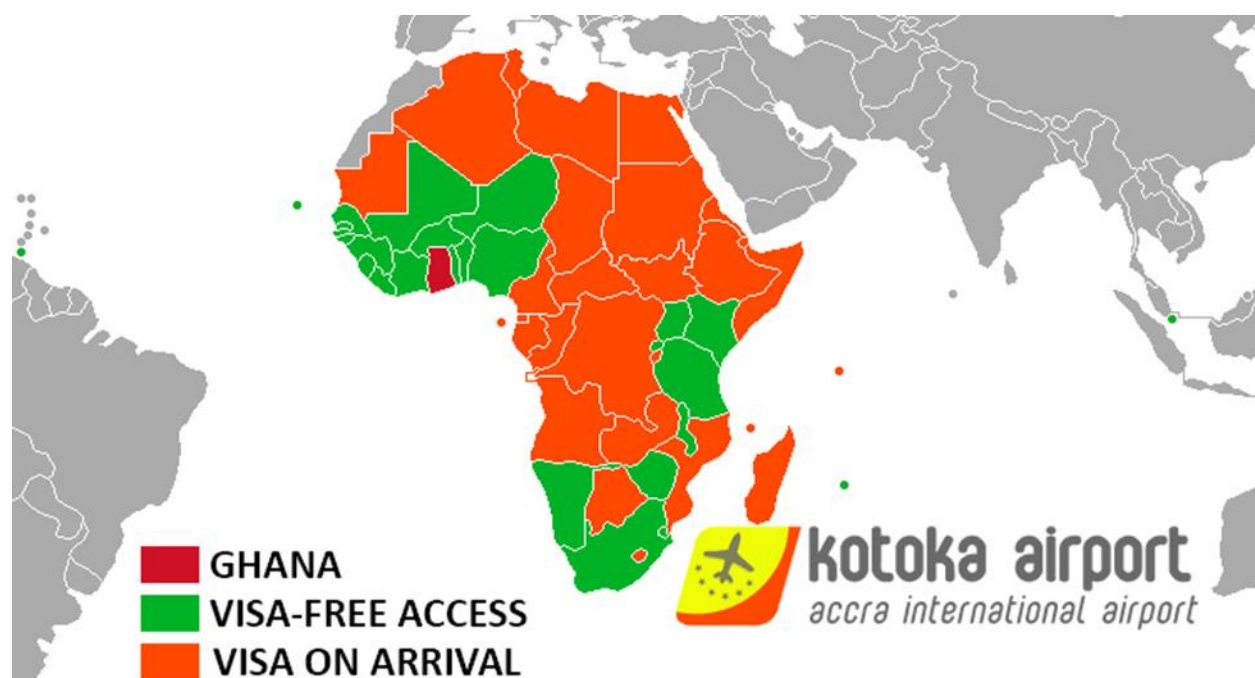 GHANA
VISA-FREE ACCESS
VISA ON ARRIVAL
kotoka airport
accra international airport